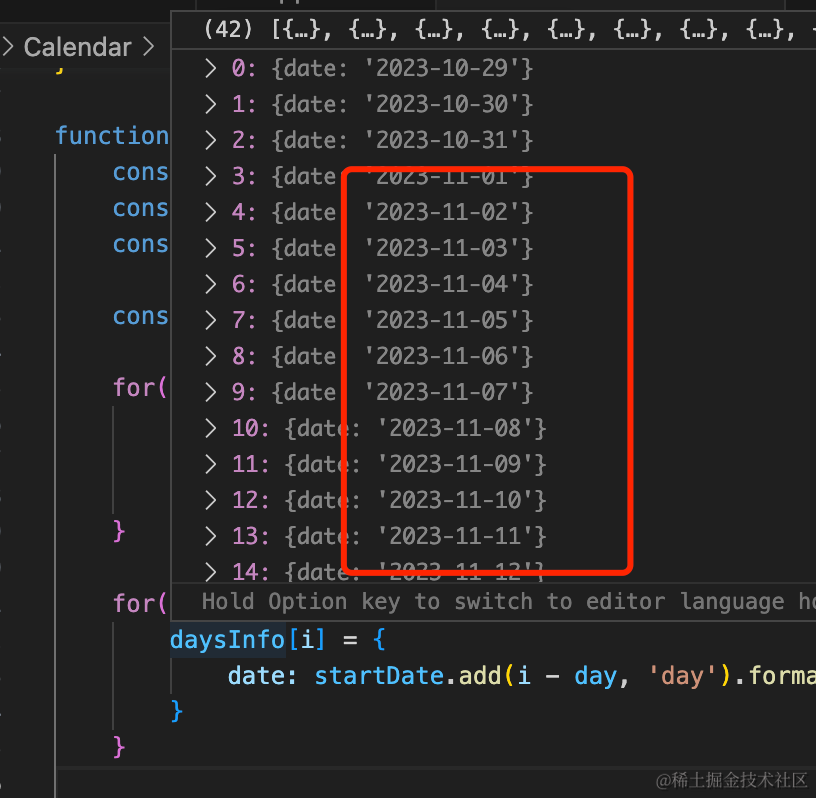 (42) [{…}, {…}, {…}, {…}, {…}, {…}, {…}, {…},
> Calendar >
> 0: {date: '2023-10-29'}
> 1: {date: '2023-10-30'}
> 2: {date: '2023-10-31'}
function
> 3: {date '2023-11-01'}
cons
> 4: {date '2023-11-02'}
cons
> 5: {date '2023-11-03'}
cons
> 6: {date '2023-11-04'}
> 7: {date '2023-11-05'}
cons
> 8: {date '2023-11-06'}
> 9: {date '2023-11-07'}
for(
> 10: {date: '2023-11-08'}
> 11: {date: '2023-11-09'}
> 12: {date: '2023-11-10'}
> 13: {date: '2023-11-11'}
}
> 14: {date: '2023-11-12'}
for(
Hold Option key to switch to editor language ho
daysInfo[i] = {
date: startDate.add(i - day, 'day').forma
}
}
@稀土掘金技术社区